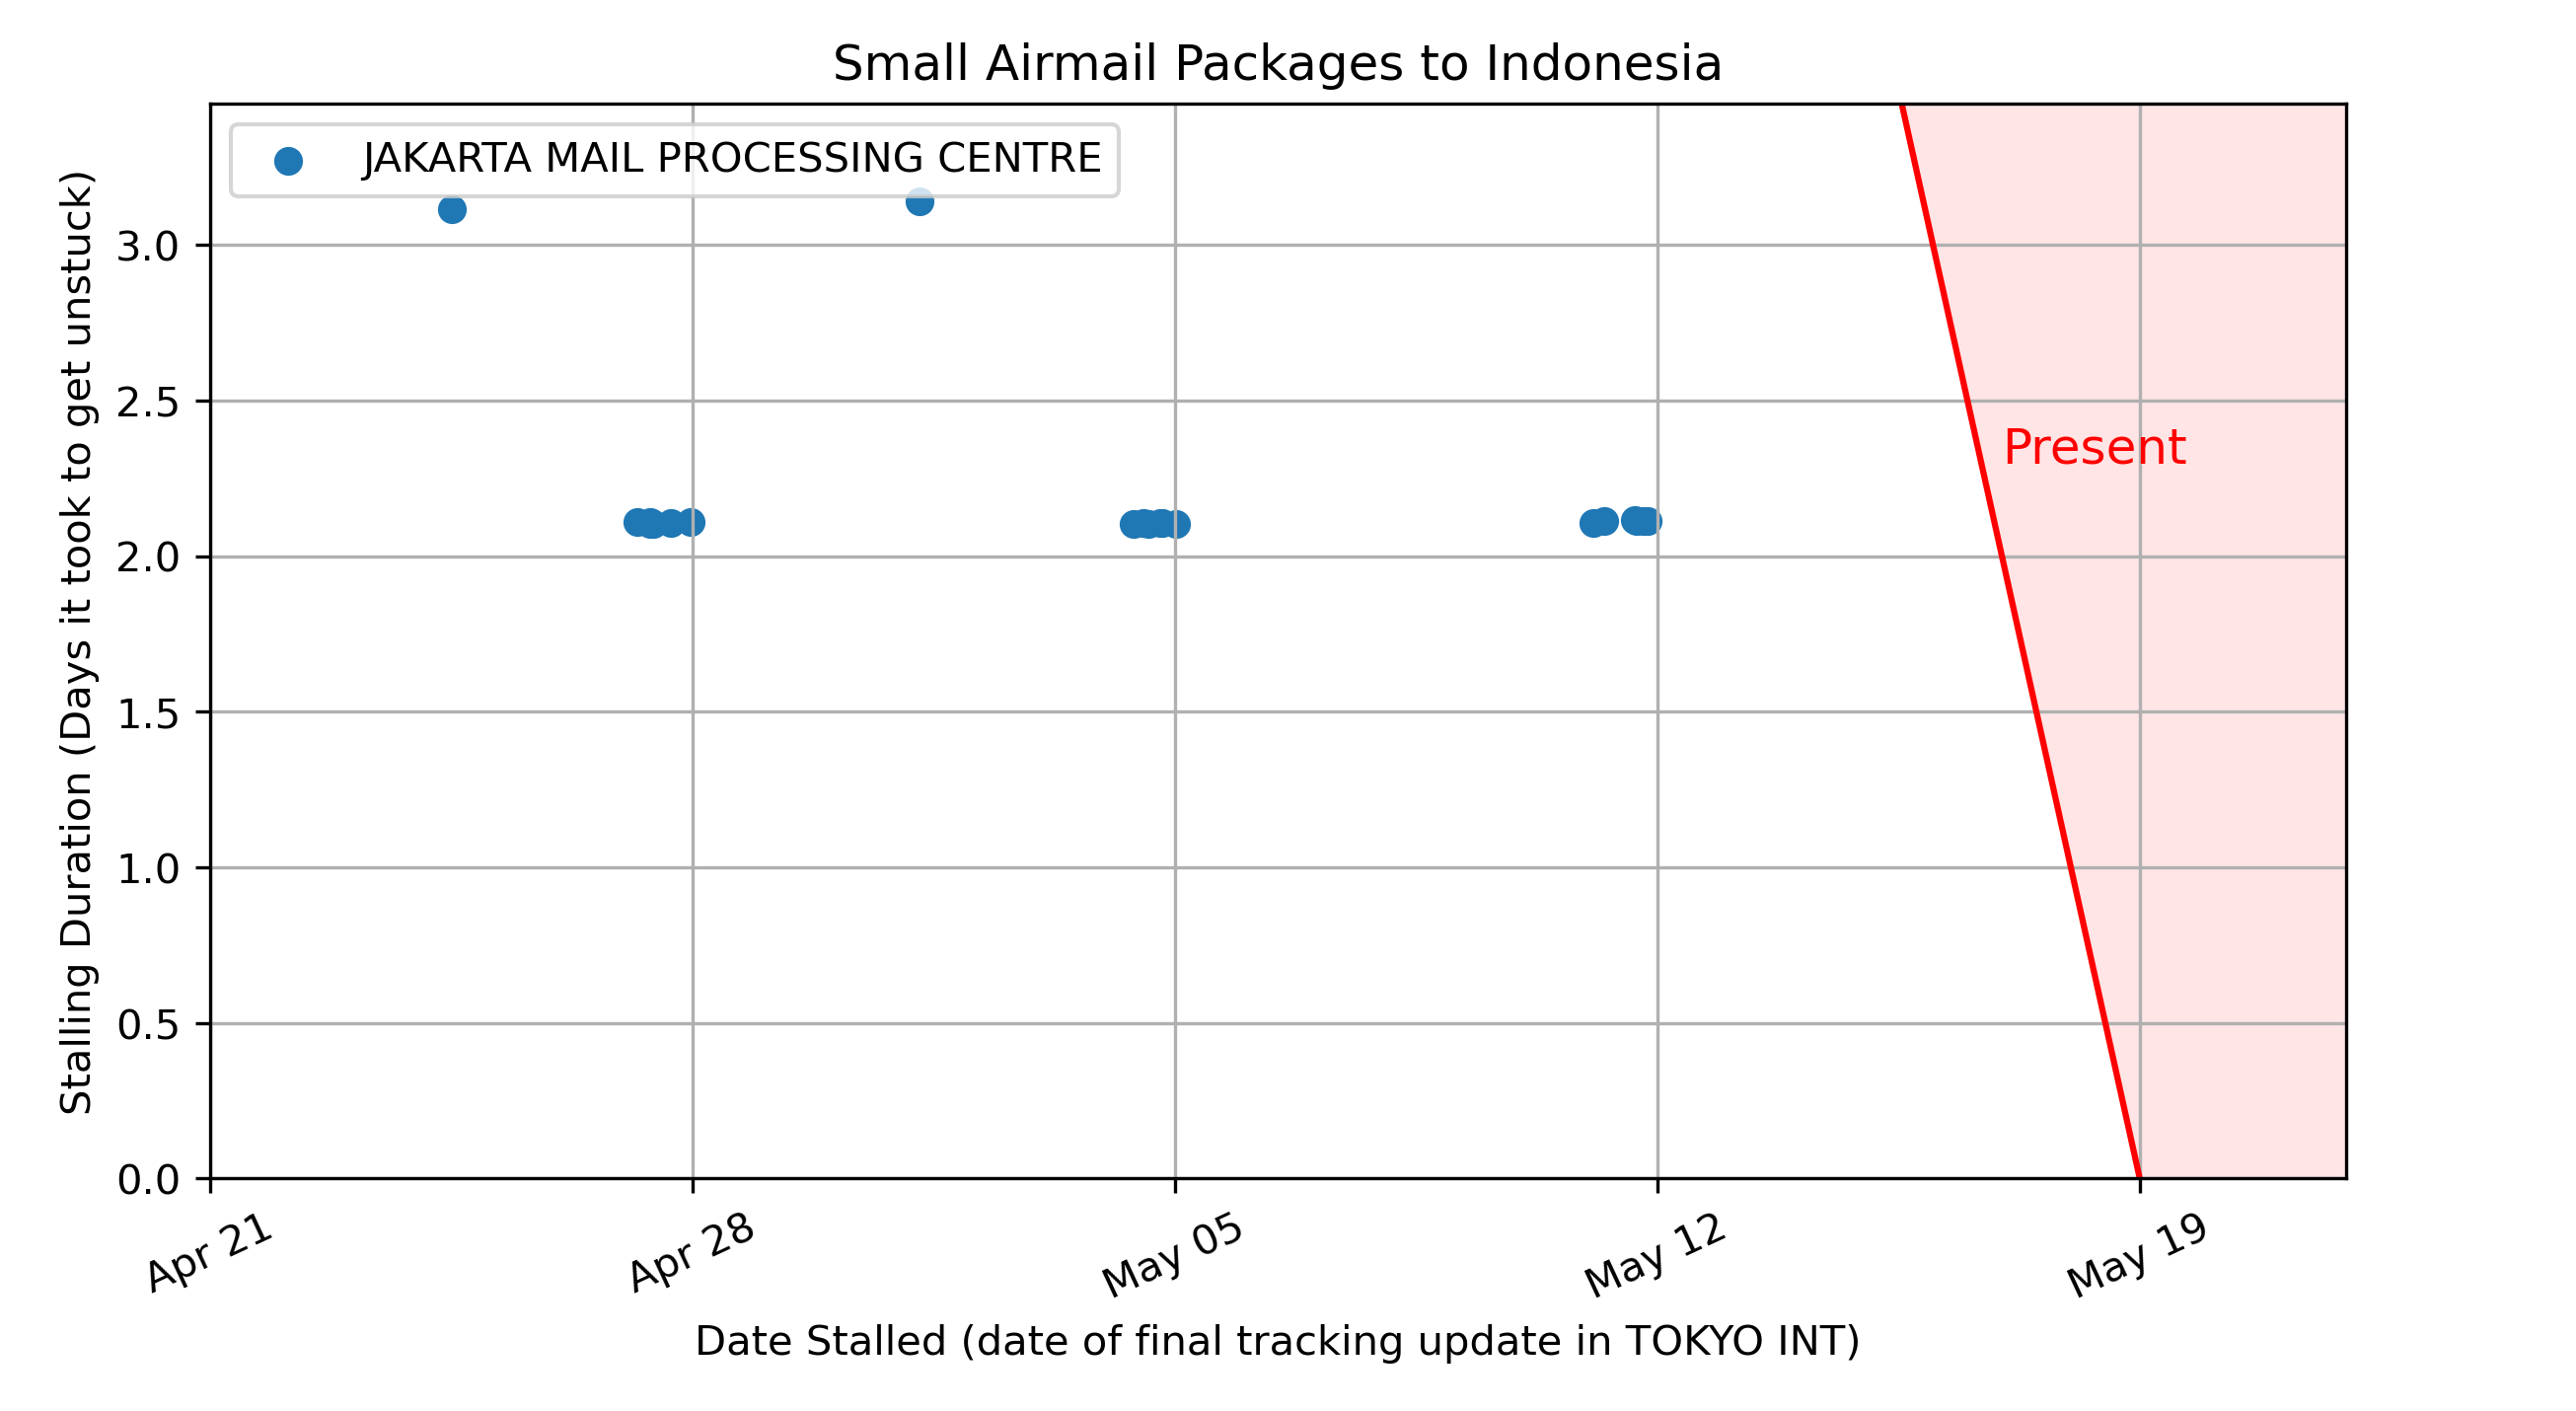 Small Airmail Packages to Indonesia
JAKARTA MAIL PROCESSING CENTRE
Stalling Duration (Days it took to get unstuck)
3.0
2.5
2.0
1.5
1.0
0.5
0.0
Present
Apr 21
Apr 28
May 05
May 12
May 19
Date Stalled (date of final tracking update in TOKYO INT)